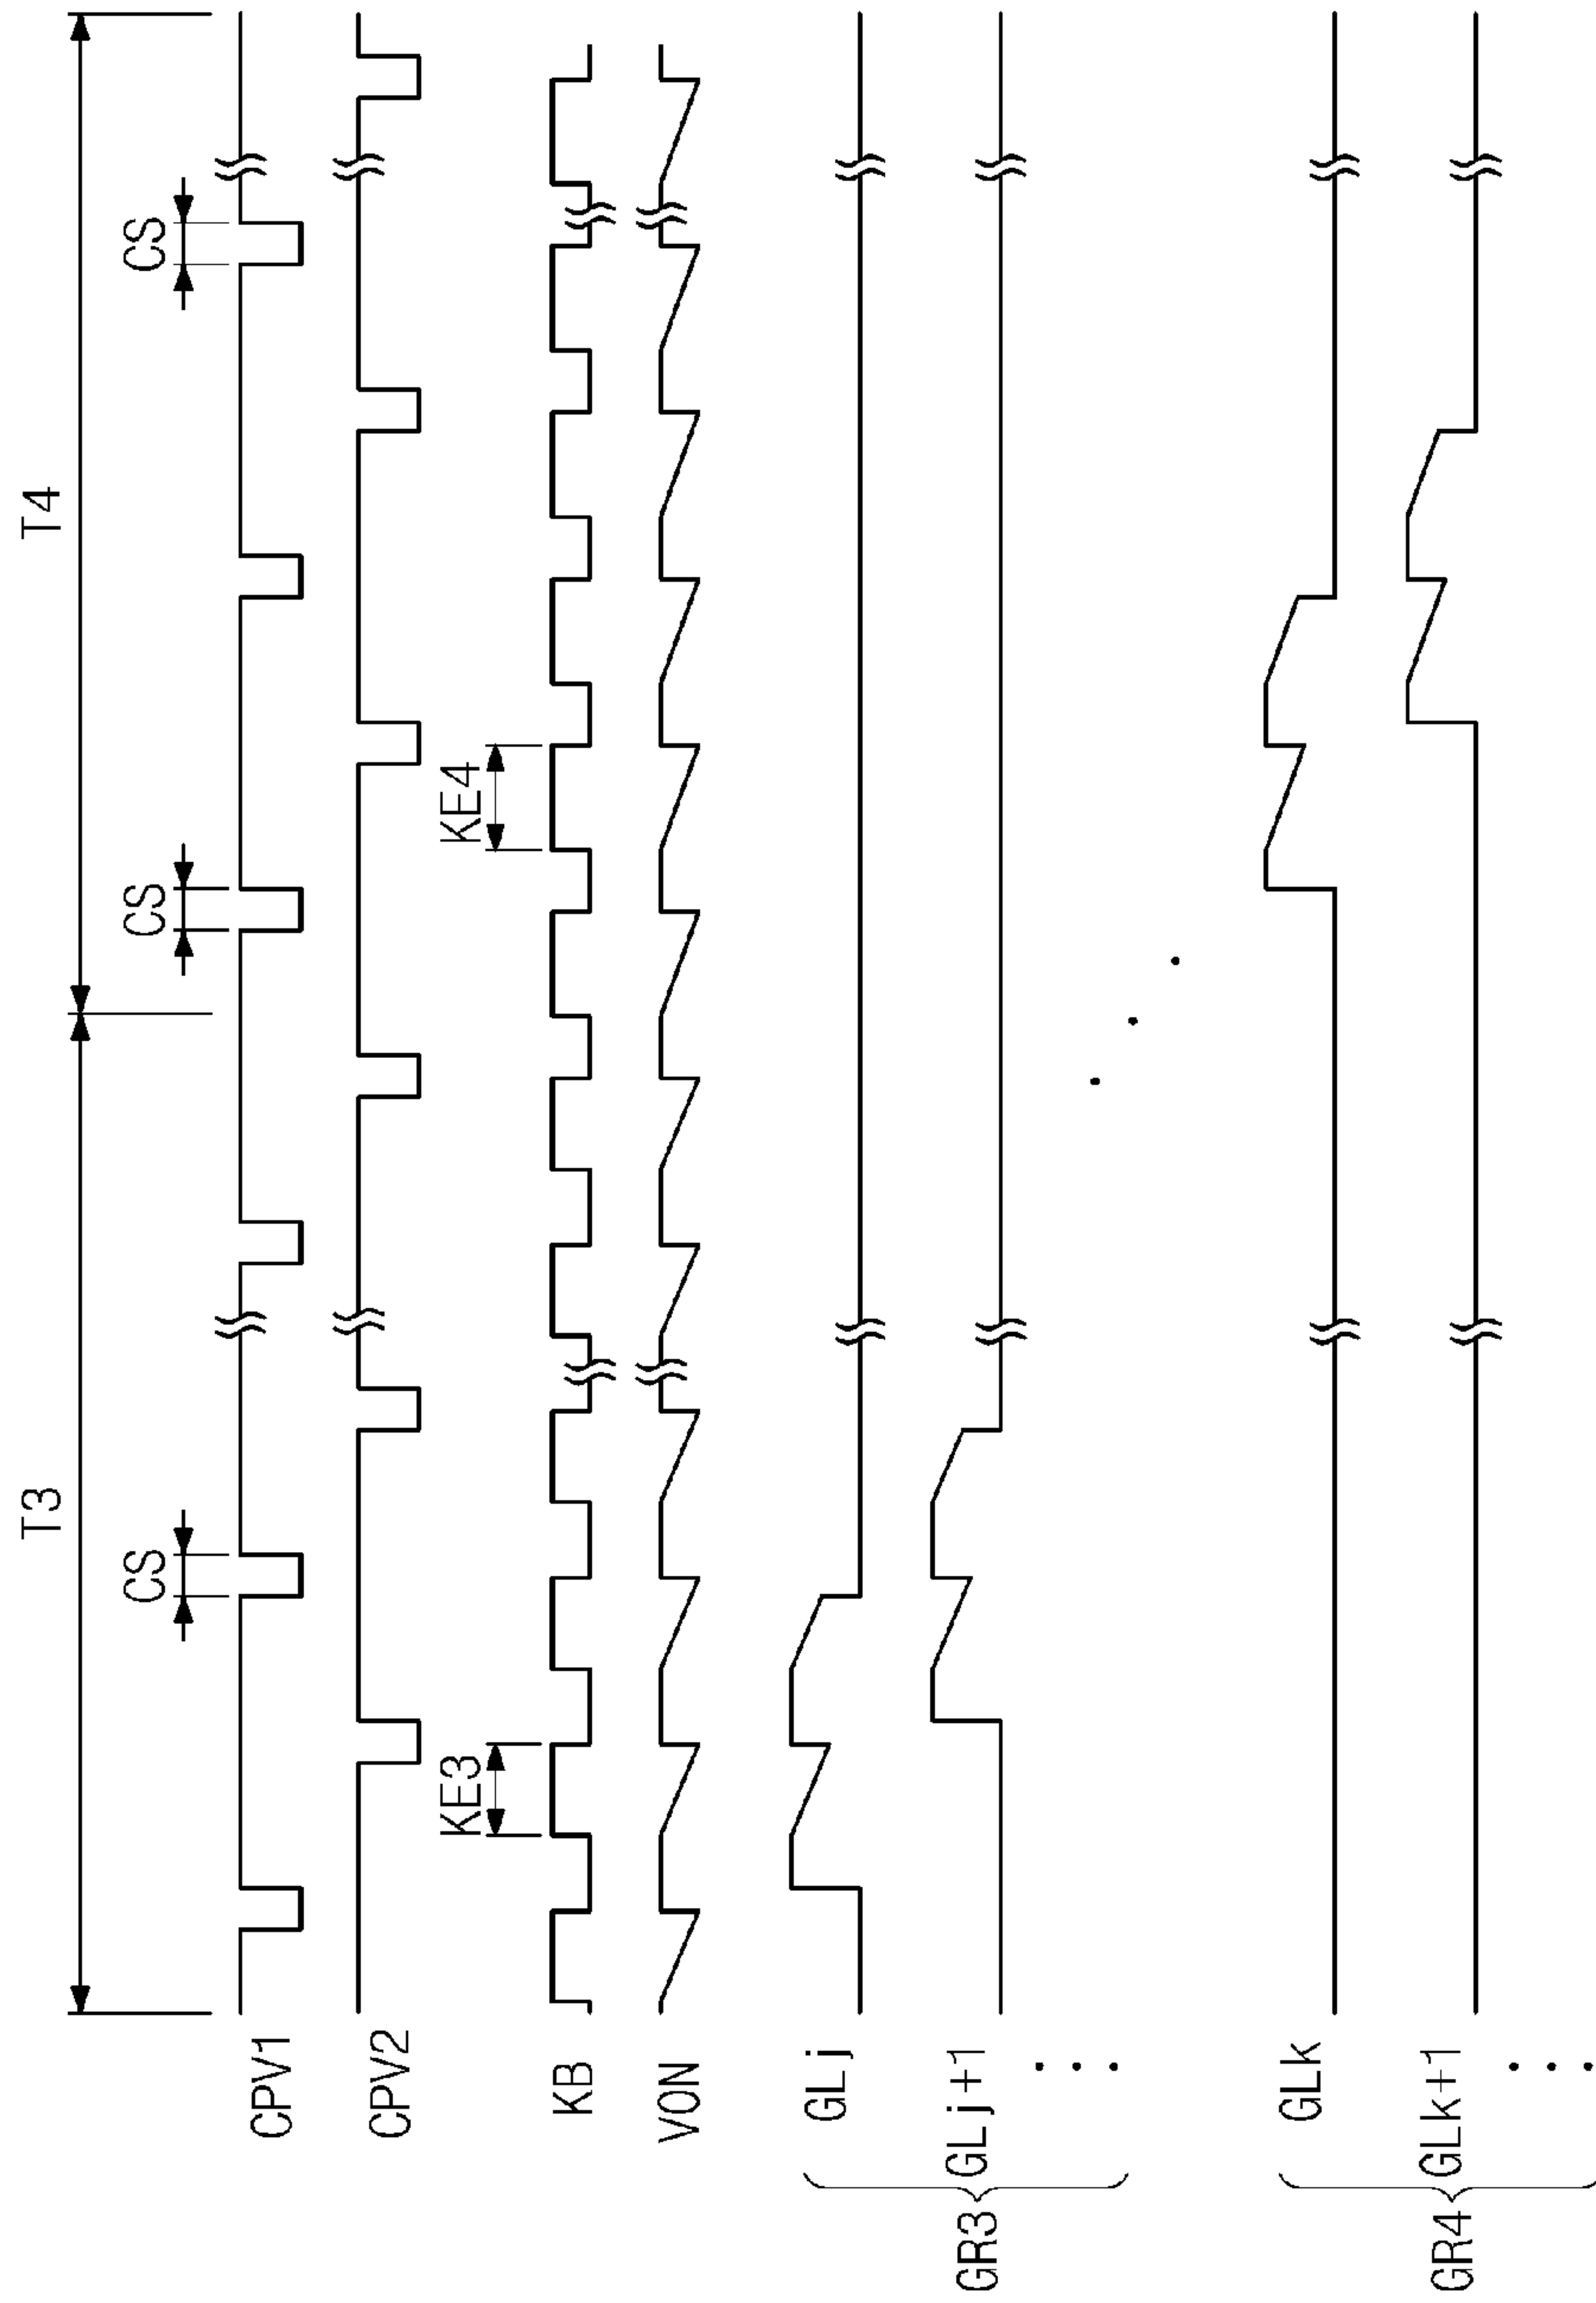 T3
T4
CS
CS
CS
CPV1
CPV2
KE3
KE4
KB
VON
GLj
GR3
GLj+1
GLk
GR4
GLk+1